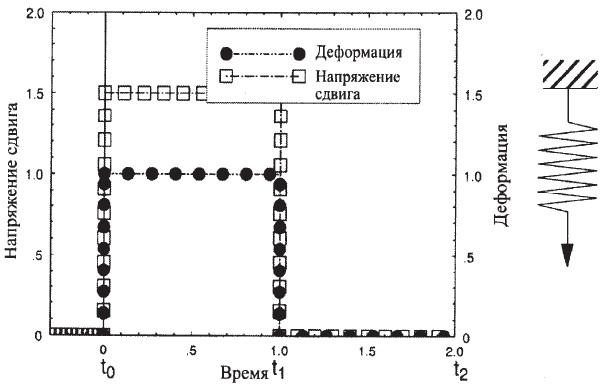 2.0
2.0
Деформация
Напряжение
сдвига
1.5
1.5
1.0
1.0
.5
.5
0
0
Напряжение сдвига
Деформация
0
.5
1.0
1.5
2.0
t0
Время
t1
t2